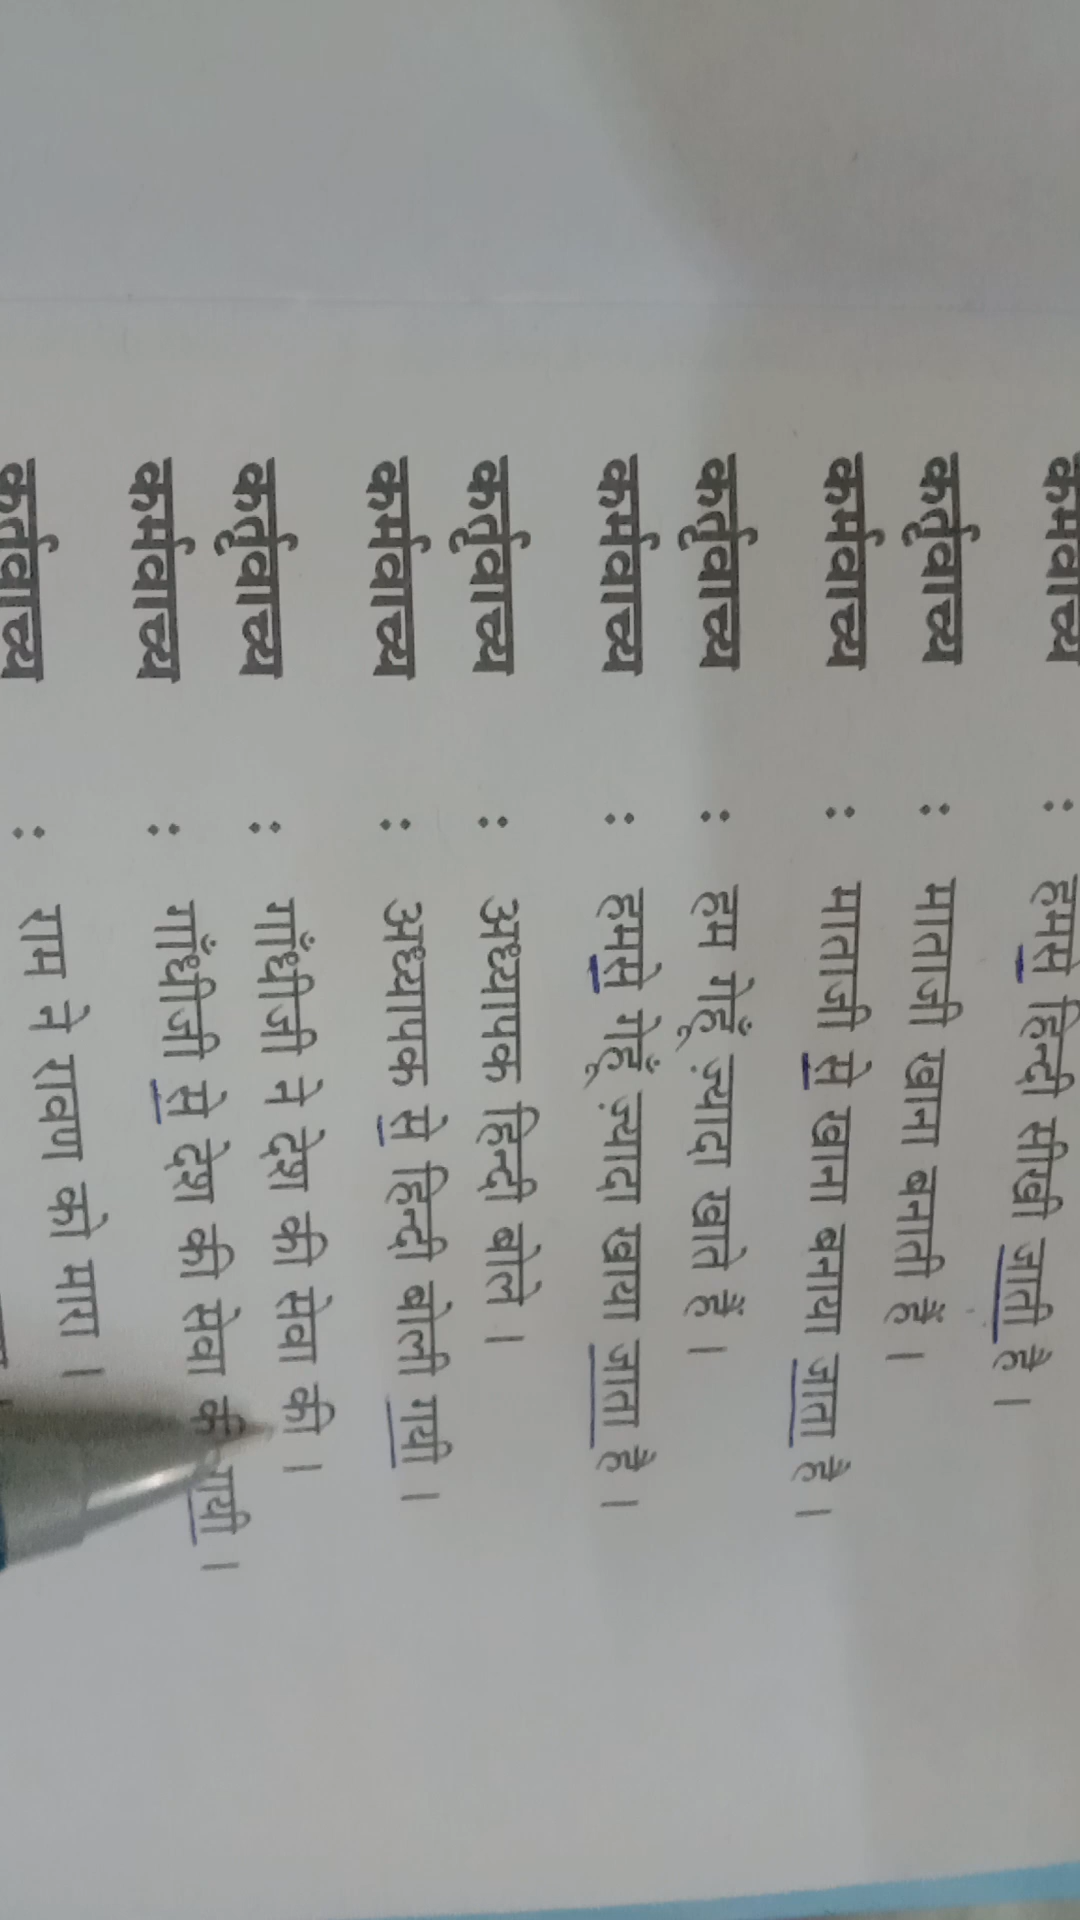 कर्मवाच्य : हमसे हिन्दी सीखी जाती है ।
कर्तृवाच्य : माताजी खाना बनाती हैं ।
कर्मवाच्य : माताजी से खाना बनाया जाता है ।
कर्तृवाच्य : हम गेहूँ ज़्यादा खाते हैं ।
कर्मवाच्य : हमसे गेहूँ ज़्यादा खाया जाता है ।
कर्तृवाच्य : अध्यापक हिन्दी बोले ।
कर्मवाच्य : अध्यापक से हिन्दी बोली गयी ।
कर्तृवाच्य : गाँधीजी ने देश की सेवा की ।
कर्मवाच्य : गाँधीजी से देश की सेवा की गयी ।
कर्तृवाच्य : राम ने रावण को मारा ।